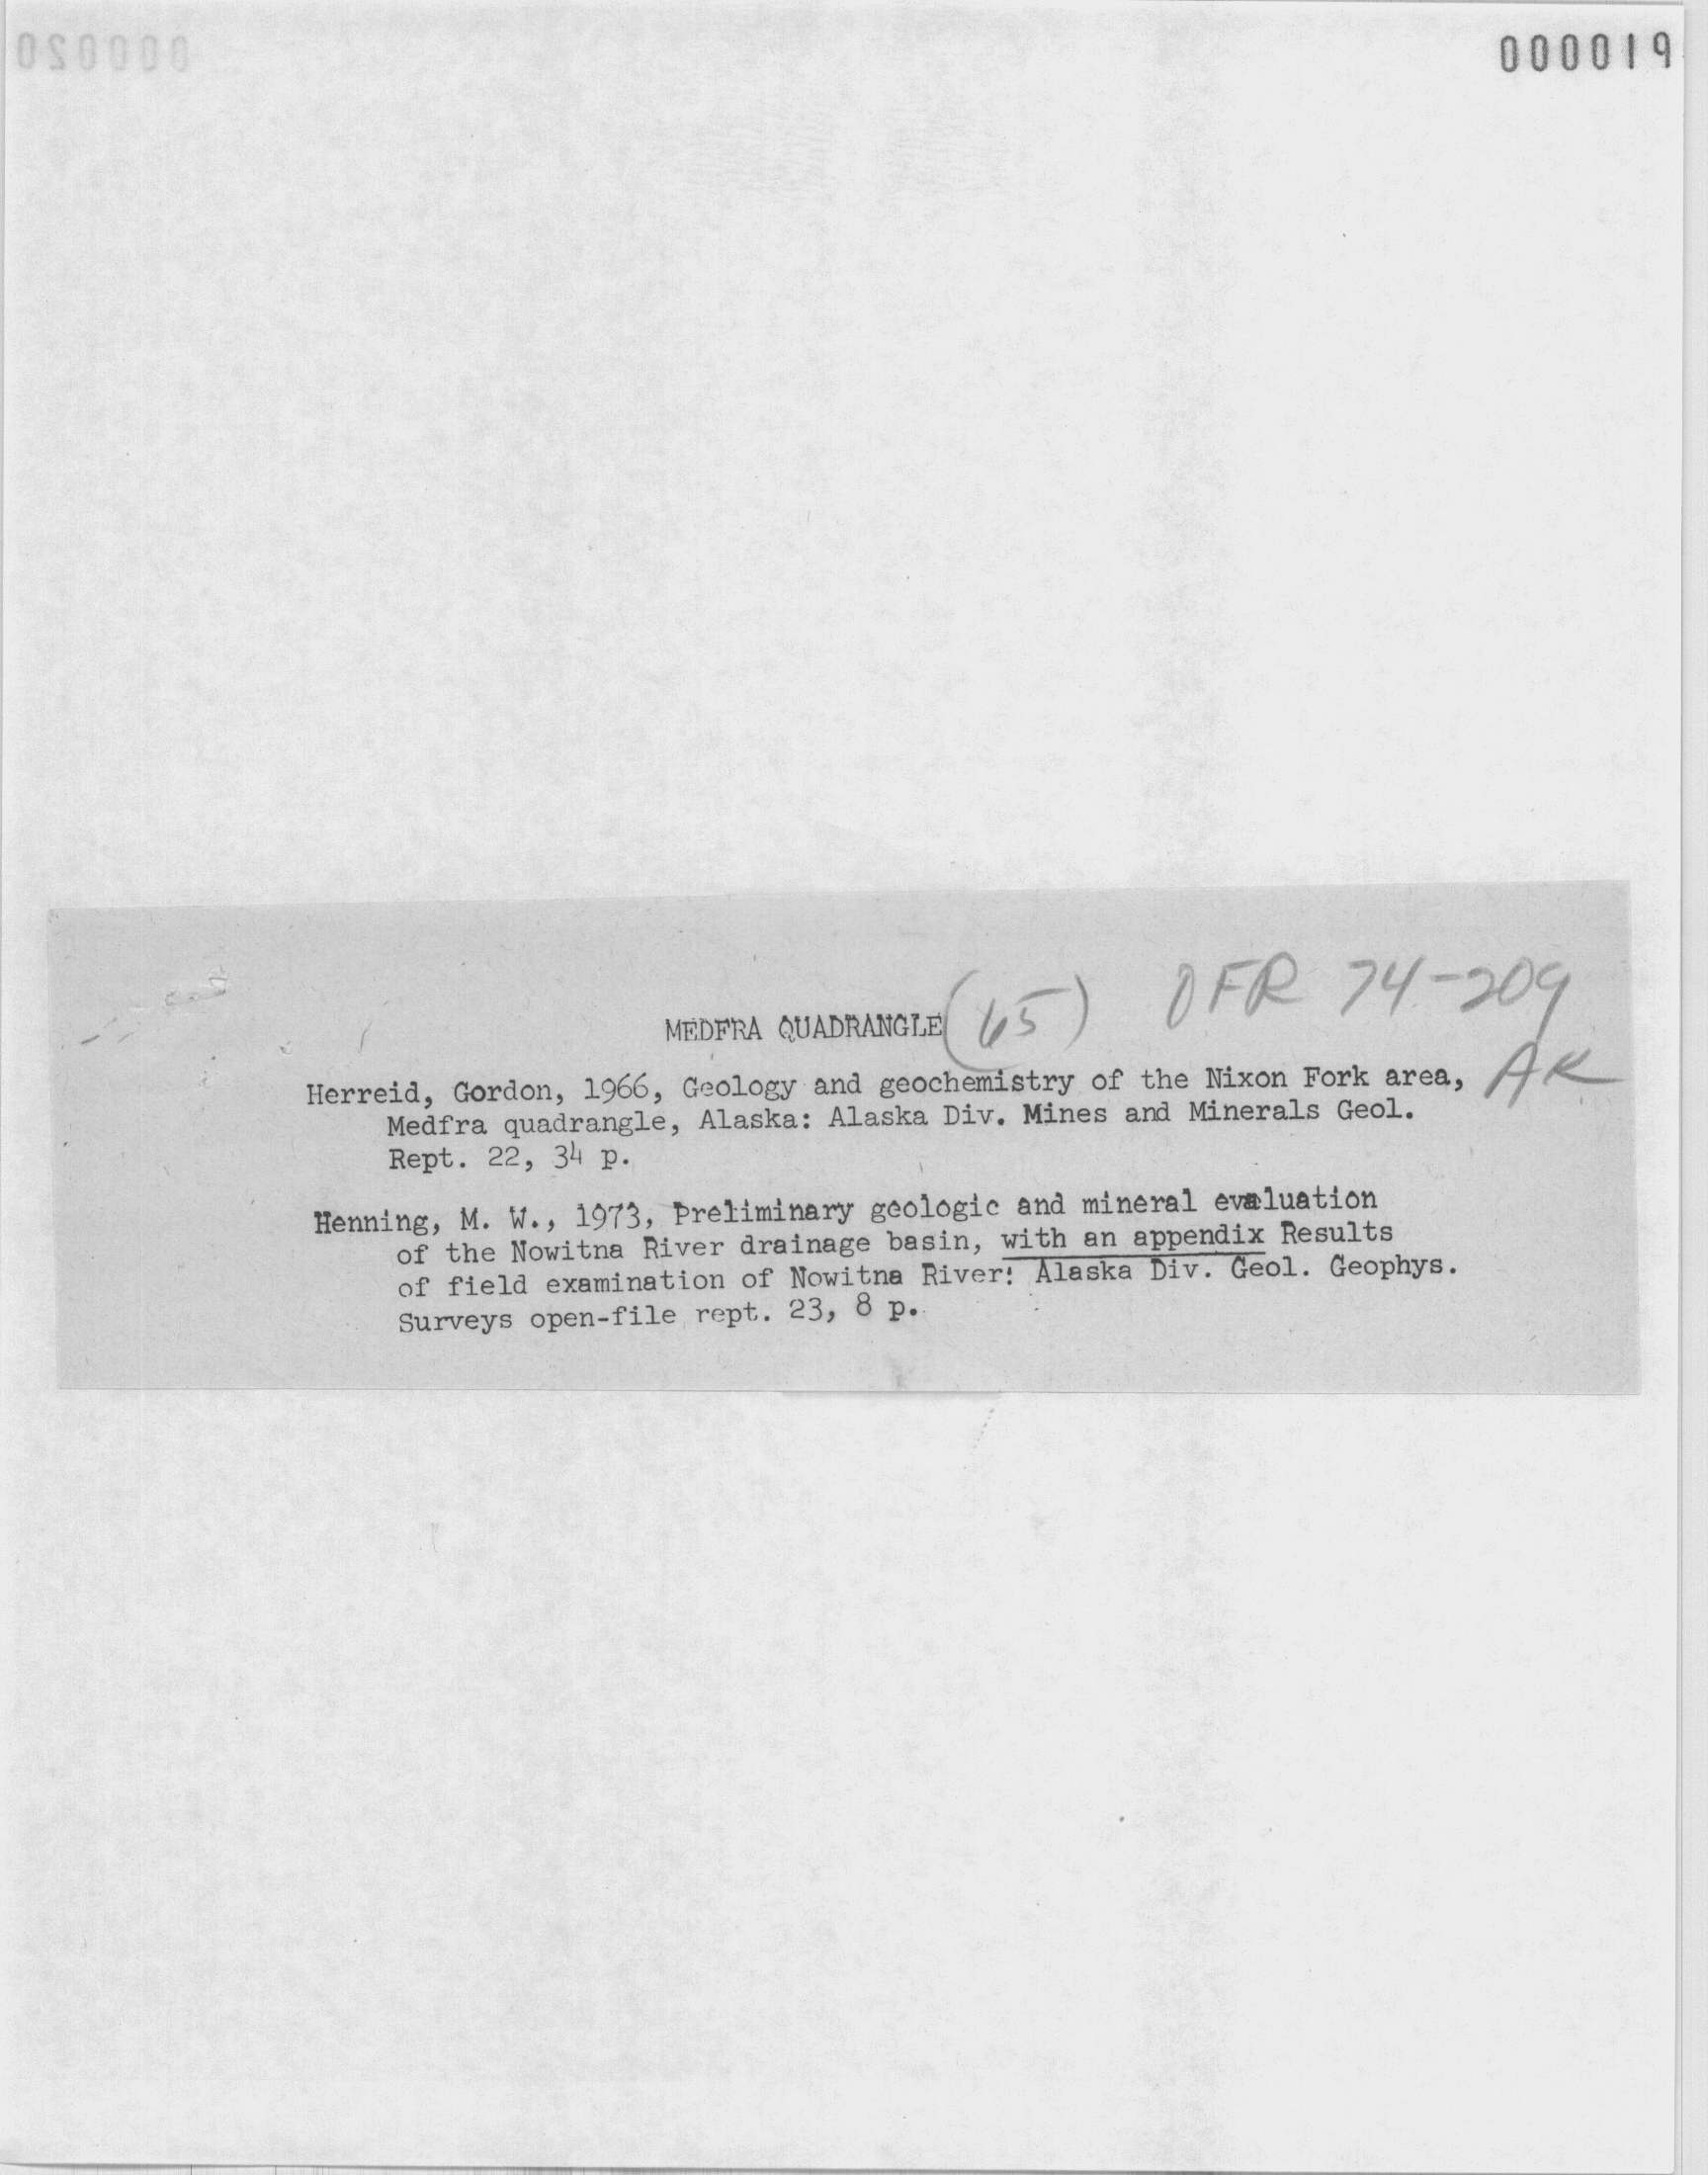 000020
000019
MEDFRA QUADRANGLE (65) OFR 74-209
AK
Herreid, Gordon, 1966, Geology and geochemistry of the Nixon Fork area,
Medfra quadrangle, Alaska: Alaska Div. Mines and Minerals Geol.
Rept. 22, 34 p.
Henning, M. W., 1973, Preliminary geologic and mineral evaluation
of the Nowitna River drainage basin, with an appendix Results
of field examination of Nowitna River: Alaska Div. Geol. Geophys.
Surveys open-file rept. 23, 8 p.